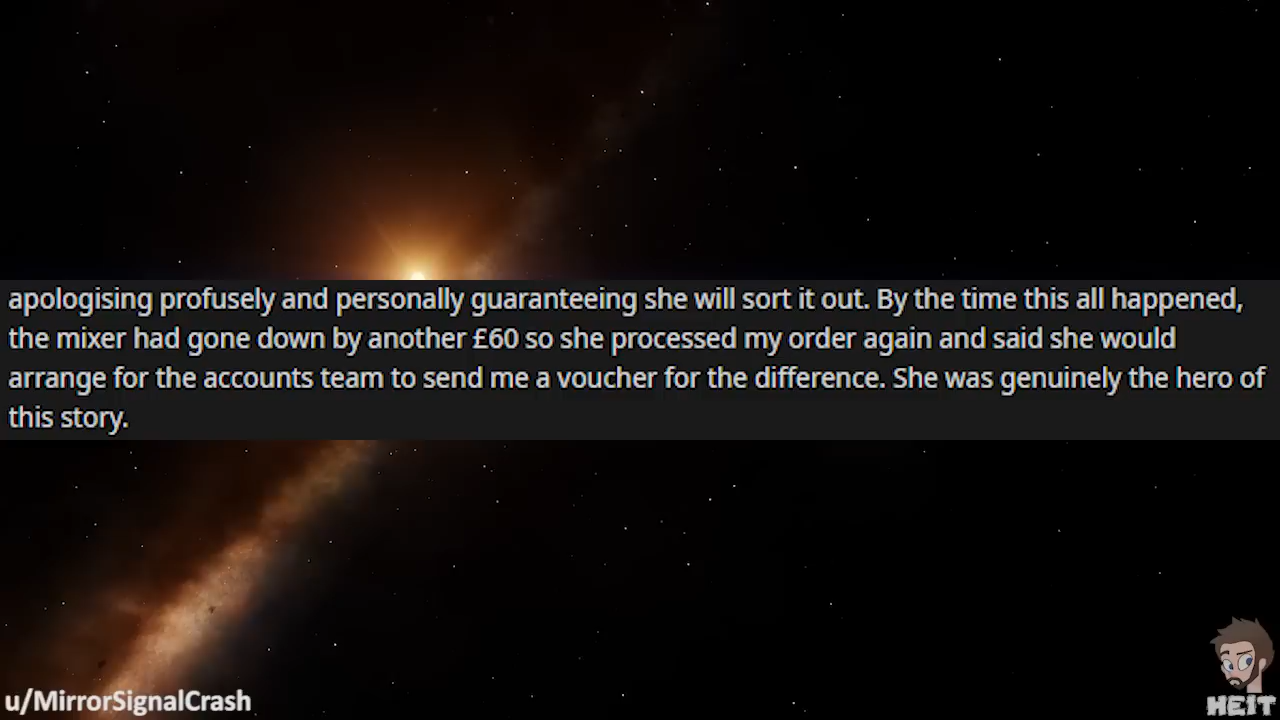 apologising profusely and personally guaranteeing she will sort it out. By the time this all happened,
the mixer had gone down by another £60 so she processed my order again and said she would
arrange for the accounts team to send me a voucher for the difference. She was genuinely the hero of
this story.
u/MirrorSignalCrash
HEIT